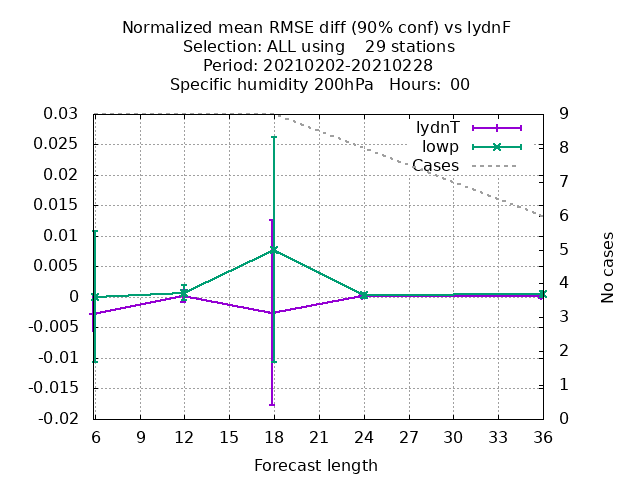 Normalized mean RMSE diff (90% conf) vs lydnF
Selection: ALL using    29 stations
Period: 20210202-20210228
Specific humidity 200hPa   Hours:  00
0.03
0.025
0.02
0.015
0.01
0.005
0
-0.005
-0.01
-0.015
-0.02
lydnT
lowp
Cases
9
8
7
6
5
4
3
2
1
0
No cases
6 9 12 15 18 21 24 27 30 33 36
Forecast length